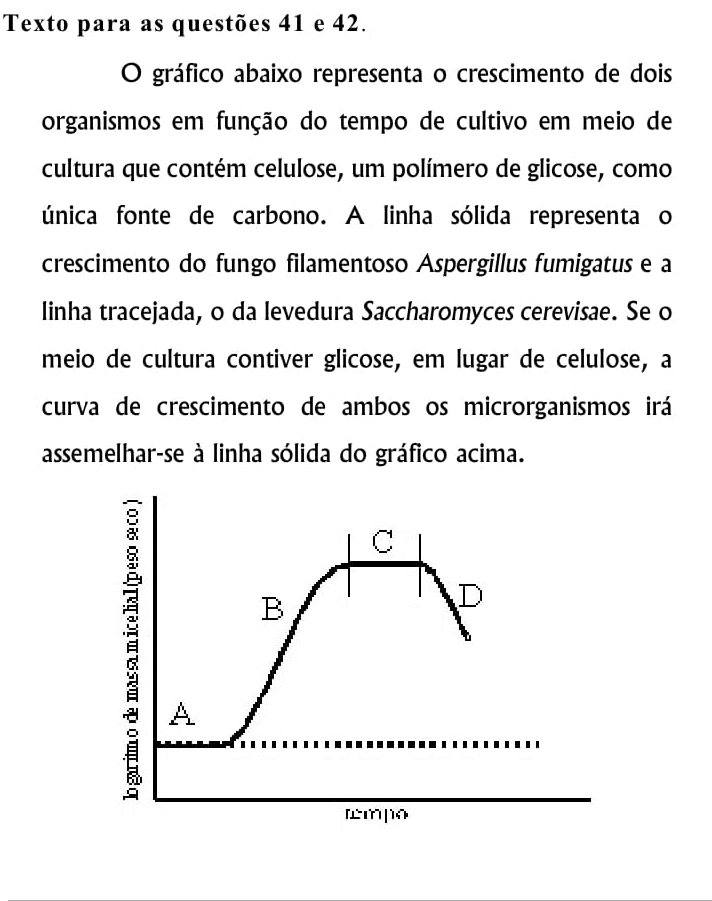 Texto para as questões 41 e 42.
O gráfico abaixo representa o crescimento de dois
organismos em função do tempo de cultivo em meio de
cultura que contém celulose, um polímero de glicose, como
única fonte de carbono. A linha sólida representa o
crescimento do fungo filamentoso Aspergillus fumigatus e a
linha tracejada, o da levedura Saccharomyces cerevisae. Se o
meio de cultura contiver glicose, em lugar de celulose, a
curva de crescimento de ambos os microrganismos irá
assemelhar-se à linha sólida do gráfico acima.
logaritmo de massa micelial (peso seco)
A
B
C
D
tempo